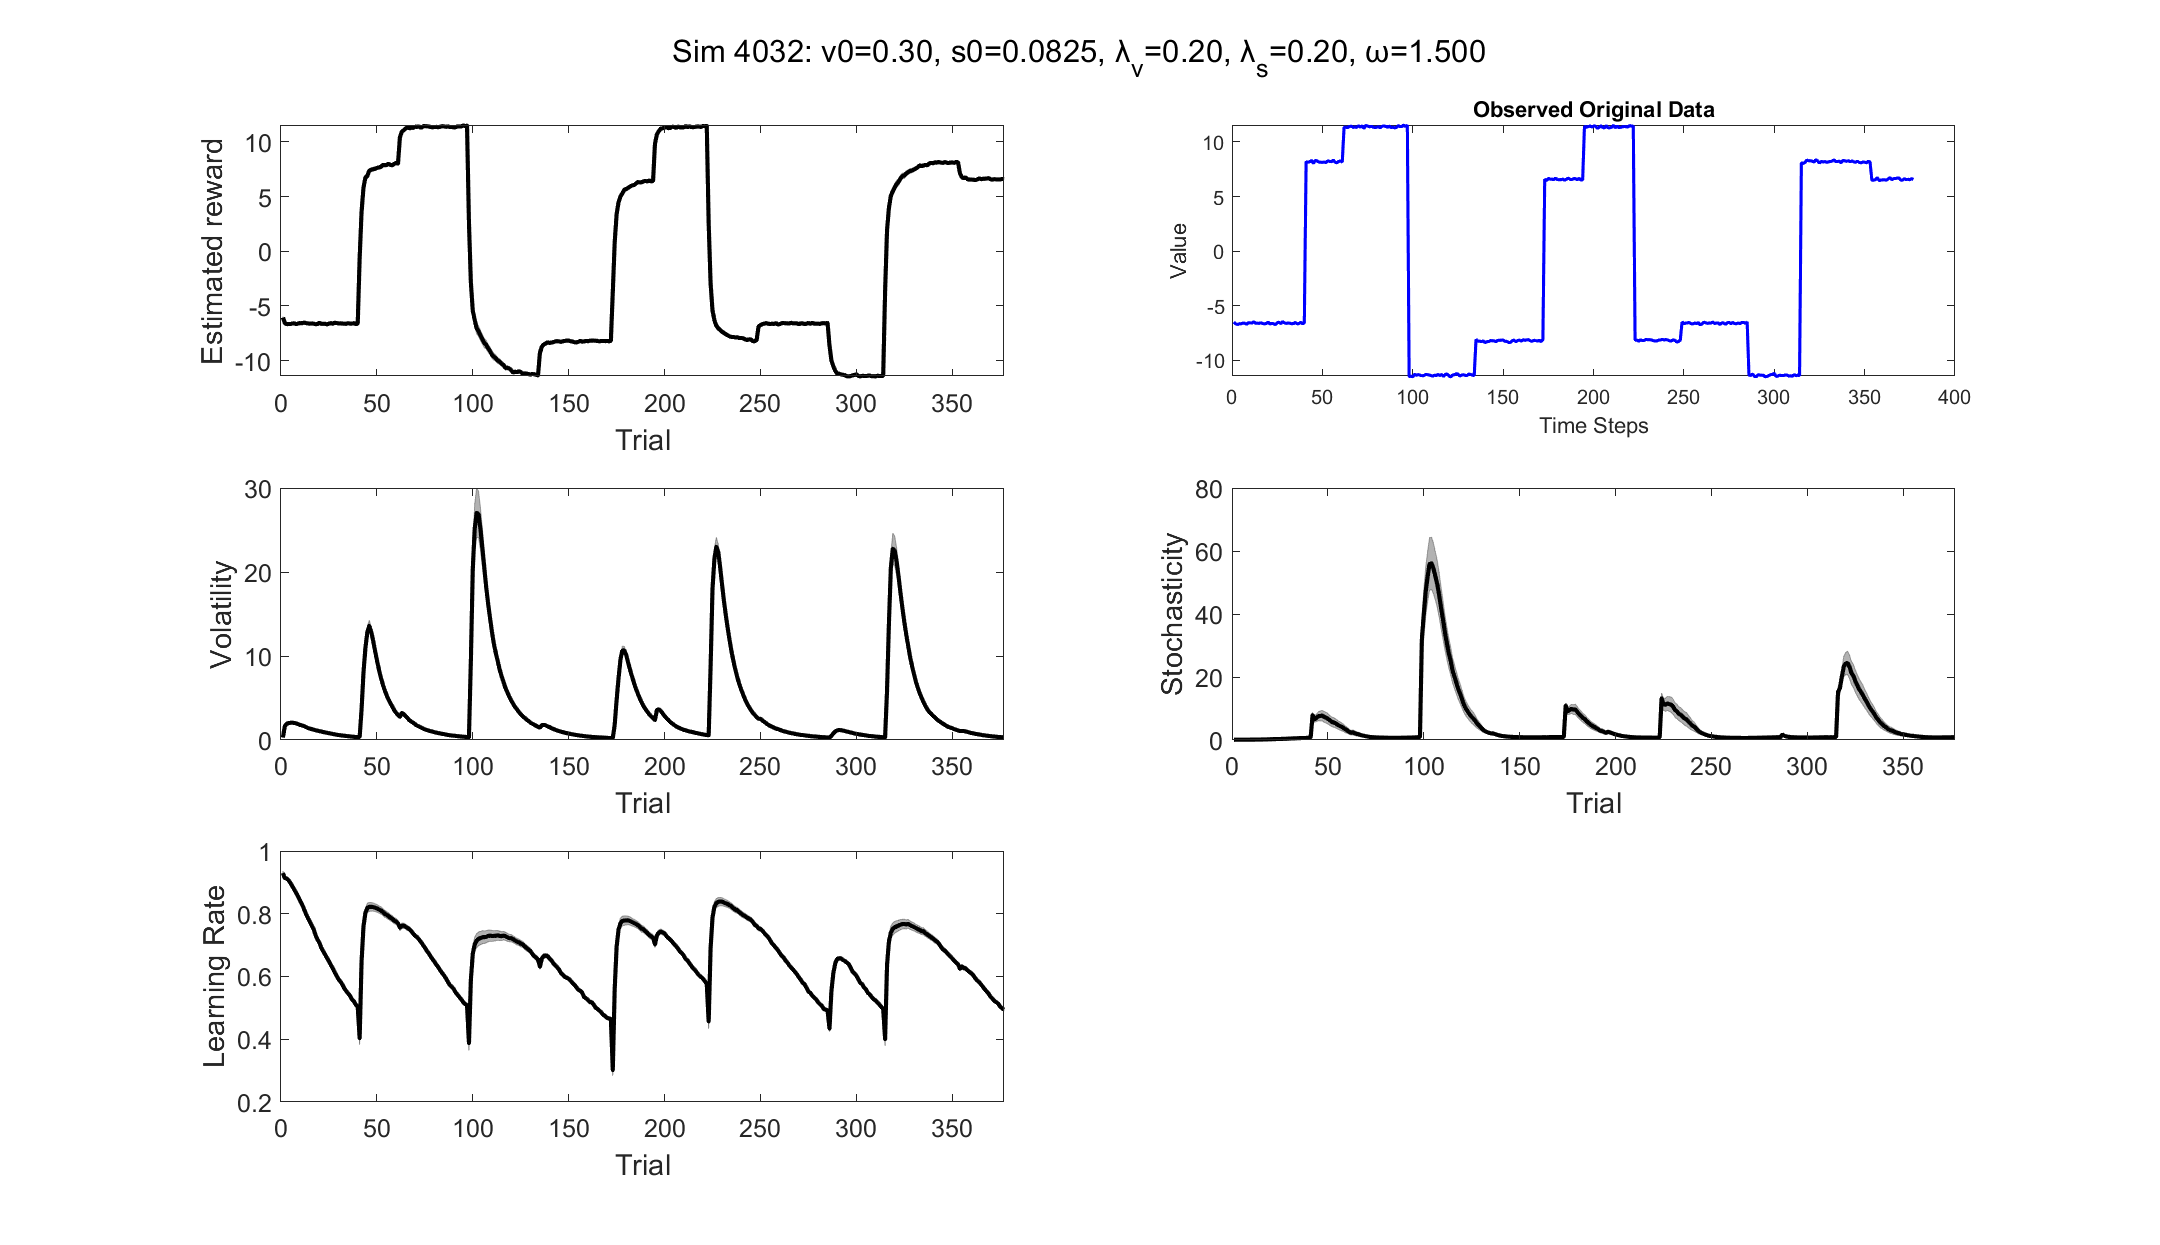 Sim 4032: v0=0.30, s0=0.0825, λv=0.20, λs=0.20, ω=1.500
Estimated reward
10
5
0
-5
-10
0 50 100 150 200 250 300 350
Trial
Observed Original Data
Value
10
5
0
-5
-10
0 50 100 150 200 250 300 350 400
Time Steps
Volatility
30
20
10
0
0 50 100 150 200 250 300 350
Trial
Stochasticity
80
60
40
20
0
0 50 100 150 200 250 300 350
Trial
Learning Rate
1
0.8
0.6
0.4
0.2
0 50 100 150 200 250 300 350
Trial